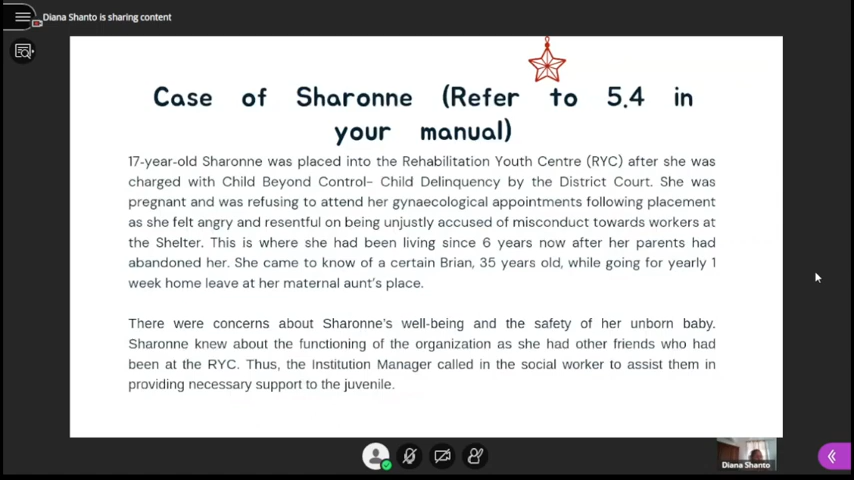 Diana Shanto is sharing content
Case of Sharonne (Refer to 5.4 in
your manual)
17-year-old Sharonne was placed into the Rehabilitation Youth Centre (RYC) after she was
charged with Child Beyond Control- Child Delinquency by the District Court. She was
pregnant and was refusing to attend her gynaecological appointments following placement
as she felt angry and resentful on being unjustly accused of misconduct towards workers at
the Shelter. This is where she had been living since 6 years now after her parents had
abandoned her. She came to know of a certain Brian, 35 years old, while going for yearly 1
week home leave at her maternal aunt's place.
There were concerns about Sharonne's well-being and the safety of her unborn baby.
Sharonne knew about the functioning of the organization as she had other friends who had
been at the RYC. Thus, the Institution Manager called in the social worker to assist them in
providing necessary support to the juvenile.
Diana Shanto